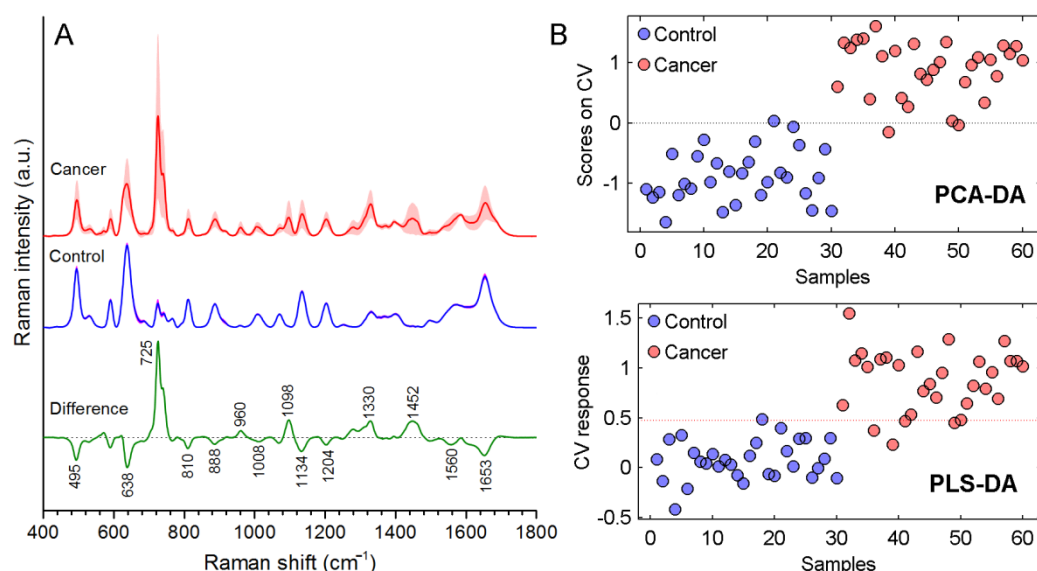 A
Raman intensity (a.u.)
Cancer
Control
Difference
725
960
1098
1330
1452
495
638
810
888
1008
1134
1204
1560
1653
400 600 800 1000 1200 1400 1600 1800
Raman shift (cm⁻¹)
B
Control
Cancer
Scores on CV
1
0
-1
PCA-DA
0 10 20 30 40 50 60
Samples
Control
Cancer
CV response
1.5
1
0.5
0
-0.5
PLS-DA
0 10 20 30 40 50 60
Samples